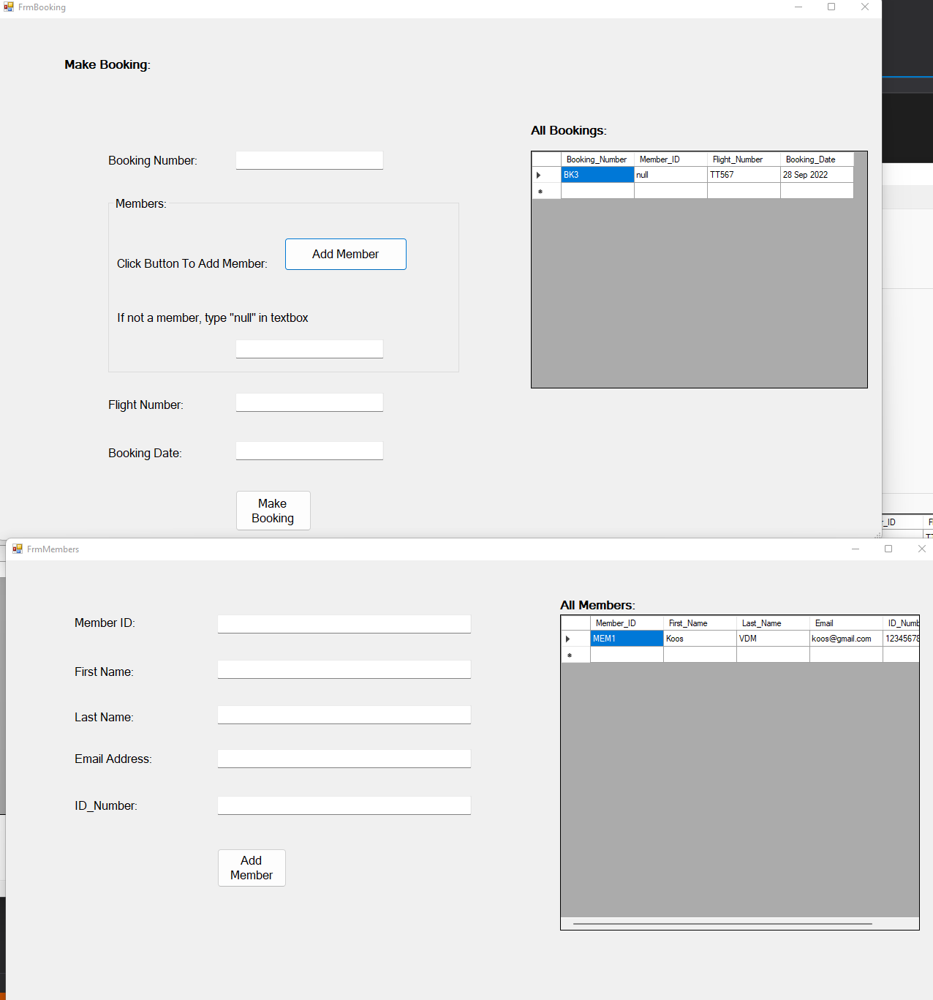 FrmBooking
Make Booking:
All Bookings:
Booking_Number Member_ID Flight_Number Booking_Date
BK3 null TT567 28 Sep 2022
Booking Number:
Members:
Click Button To Add Member:
Add Member
If not a member, type "null" in textbox
Flight Number:
Booking Date:
Make
Booking
_ID
FrmMembers
All Members:
Member_ID First_Name Last_Name Email ID_Numb
MEM1 Koos VDM koos@gmail.com 12345678
Member ID:
First Name:
Last Name:
Email Address:
ID_Number:
Add
Member